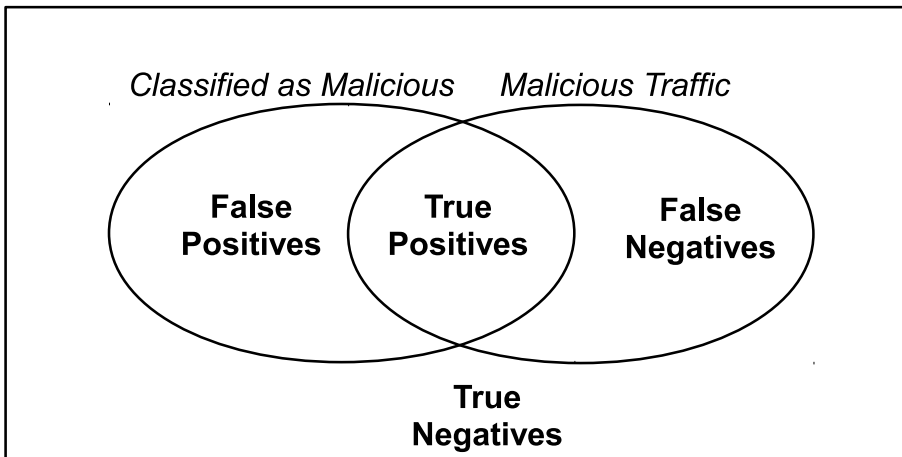 Classified as Malicious
Malicious Traffic
False
Positives
True
Positives
False
Negatives
True
Negatives